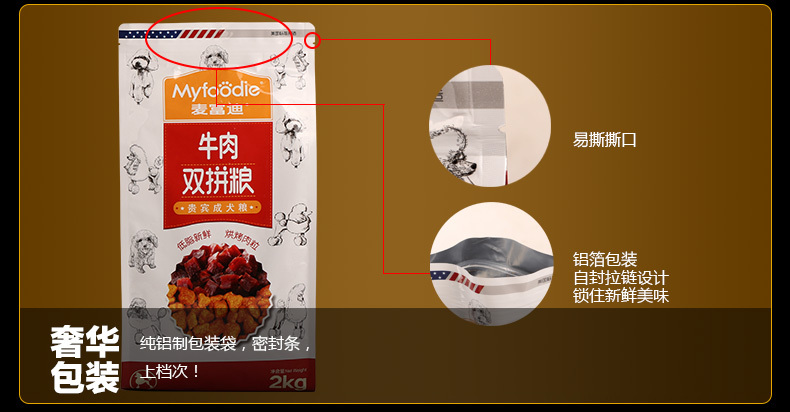 Myfoodie
麦富迪
牛肉
双拼粮
贵宾成犬粮
低脂新鲜 烘烤肉粒
2kg
易撕撕口
铝箔包装
自封拉链设计
锁住新鲜美味
奢华
包装
纯铝制包装袋，密封条，
上档次！